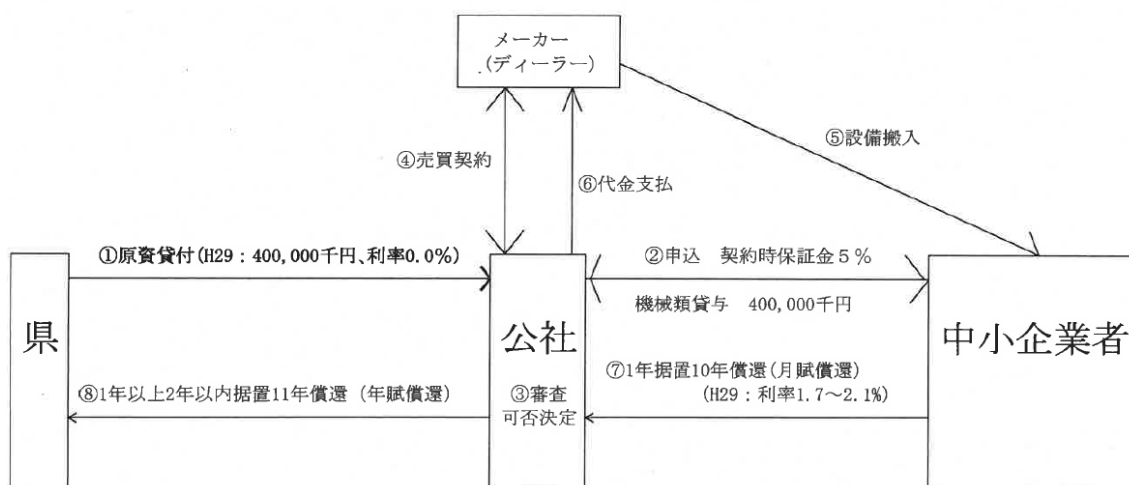 メーカー
(ディーラー)
⑤設備搬入
④売買契約
⑥代金支払
①原資貸付(H29：400,000千円、利率0.0%)
②申込　契約時保証金５％
機械類貸与　400,000千円
県
公社
中小企業者
⑦1年据置10年償還(月賦償還)
(H29：利率1.7～2.1%)
⑧1年以上2年以内据置11年償還（年賦償還）
③審査
可否決定